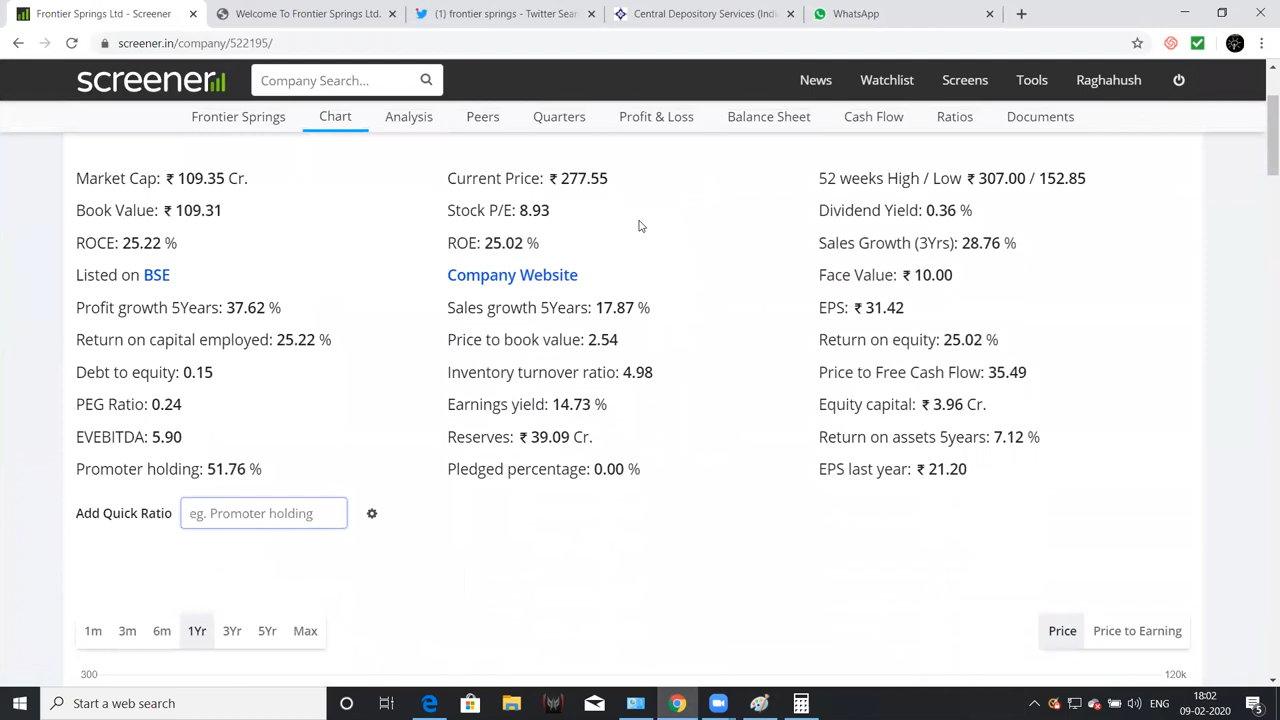 Frontier Springs Ltd - Screener
Welcome To Frontier Springs Ltd.
(1) frontier springs - Twitter Sear
Central Depository Services (Indi
WhatsApp
screener.in/company/522195/
screener
Company Search...
News
Watchlist
Screens
Tools
Raghahush
Frontier Springs
Chart
Analysis
Peers
Quarters
Profit & Loss
Balance Sheet
Cash Flow
Ratios
Documents
Market Cap: ₹ 109.35 Cr.
Current Price: ₹ 277.55
52 weeks High / Low ₹ 307.00 / 152.85
Book Value: ₹ 109.31
Stock P/E: 8.93
Dividend Yield: 0.36 %
ROCE: 25.22 %
ROE: 25.02 %
Sales Growth (3Yrs): 28.76 %
Listed on BSE
Company Website
Face Value: ₹ 10.00
Profit growth 5Years: 37.62 %
Sales growth 5Years: 17.87 %
EPS: ₹ 31.42
Return on capital employed: 25.22 %
Price to book value: 2.54
Return on equity: 25.02 %
Debt to equity: 0.15
Inventory turnover ratio: 4.98
Price to Free Cash Flow: 35.49
PEG Ratio: 0.24
Earnings yield: 14.73 %
Equity capital: ₹ 3.96 Cr.
EVEBITDA: 5.90
Reserves: ₹ 39.09 Cr.
Return on assets 5years: 7.12 %
Promoter holding: 51.76 %
Pledged percentage: 0.00 %
EPS last year: ₹ 21.20
Add Quick Ratio
eg. Promoter holding
1m
3m
6m
1Yr
3Yr
5Yr
Max
Price
Price to Earning
300
120k
Start a web search
18:02
09-02-2020
5